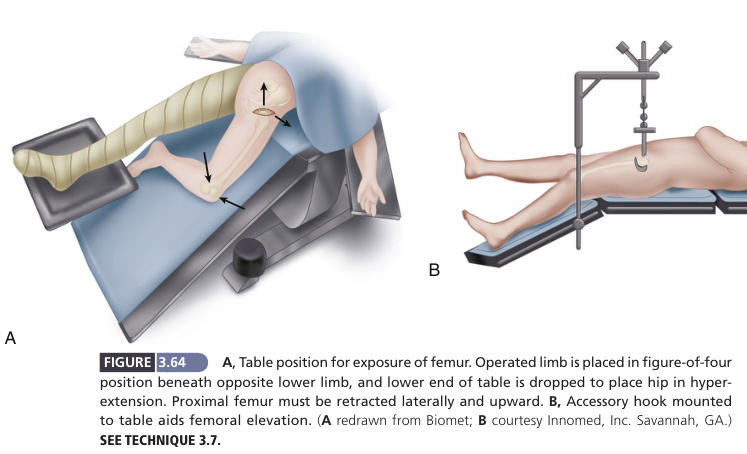 A
B
FIGURE 3.64 A, Table position for exposure of femur. Operated limb is placed in figure-of-four
position beneath opposite lower limb, and lower end of table is dropped to place hip in hyper-
extension. Proximal femur must be retracted laterally and upward. B, Accessory hook mounted
to table aids femoral elevation. (A redrawn from Biomet; B courtesy Innomed, Inc. Savannah, GA.)
SEE TECHNIQUE 3.7.